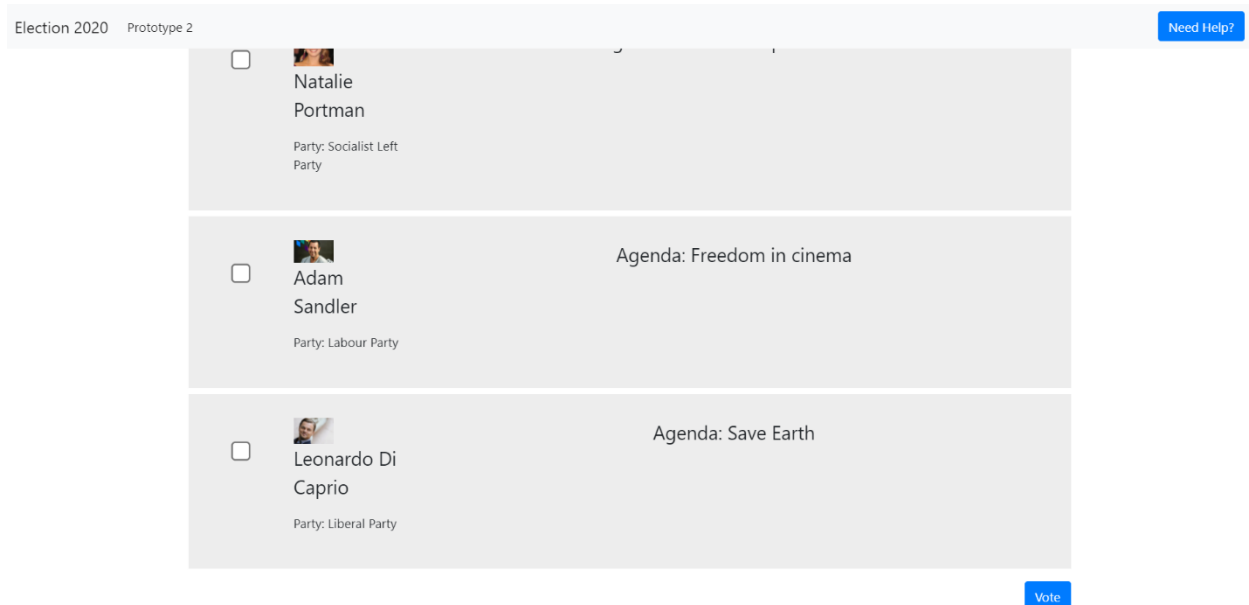 Election 2020 Prototype 2 Need Help?
Natalie
Portman
Party: Socialist Left
Party
Agenda: Freedom in cinema
Adam
Sandler
Party: Labour Party
Agenda: Save Earth
Leonardo Di
Caprio
Party: Liberal Party
Vote